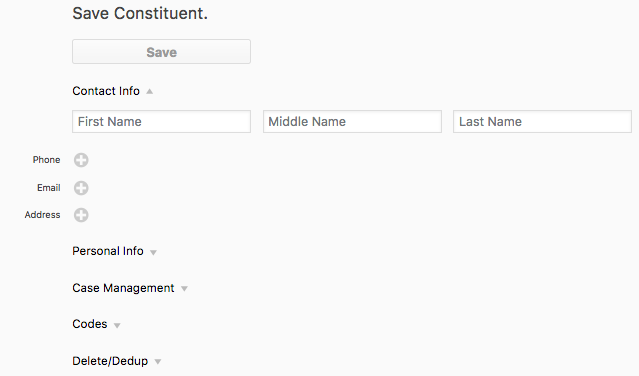 Save Constituent.
Save
Contact Info
First Name Middle Name Last Name
Phone
Email
Address
Personal Info
Case Management
Codes
Delete/Dedup